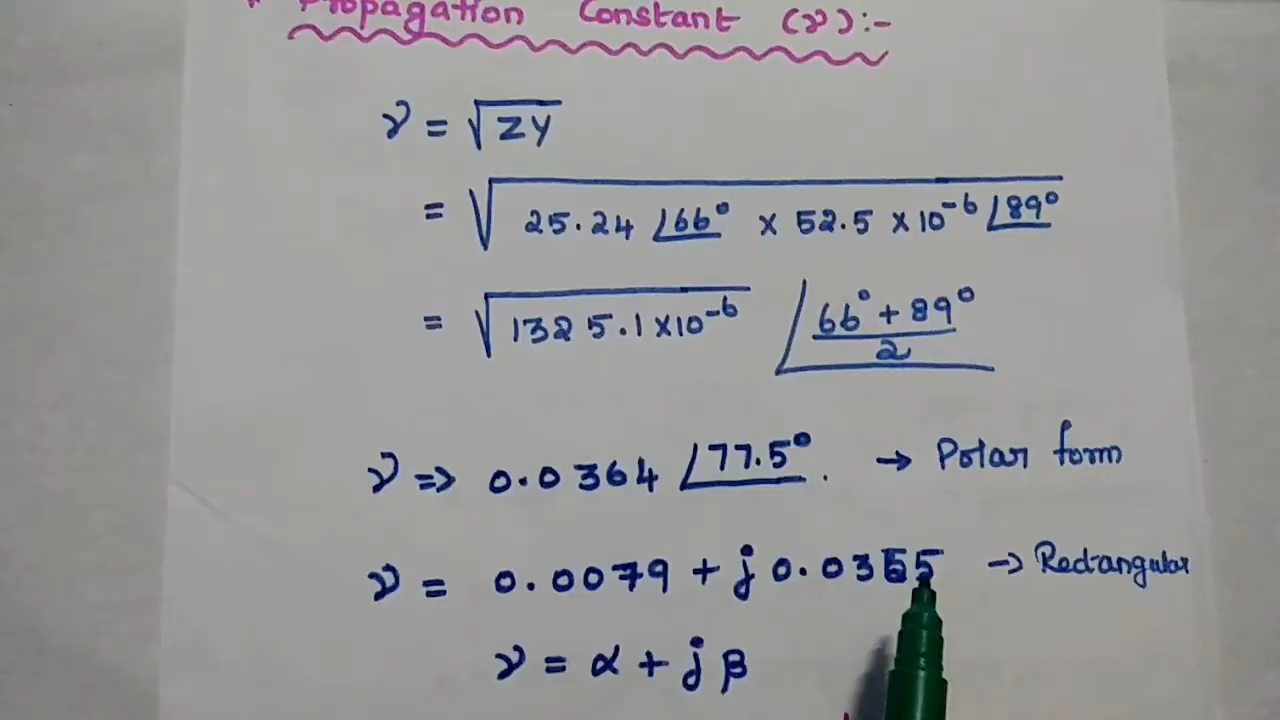 Propagation Constant (γ):-
γ = √ZY
= √25.24 ∠66° × 52.5 × 10⁻⁶ ∠89°
= √1325.1 × 10⁻⁶ ∠(66° + 89°)/2
γ => 0.0364 ∠77.5° . → Polar form
γ = 0.0079 + j 0.0355 → Rectangular
γ = α + j β